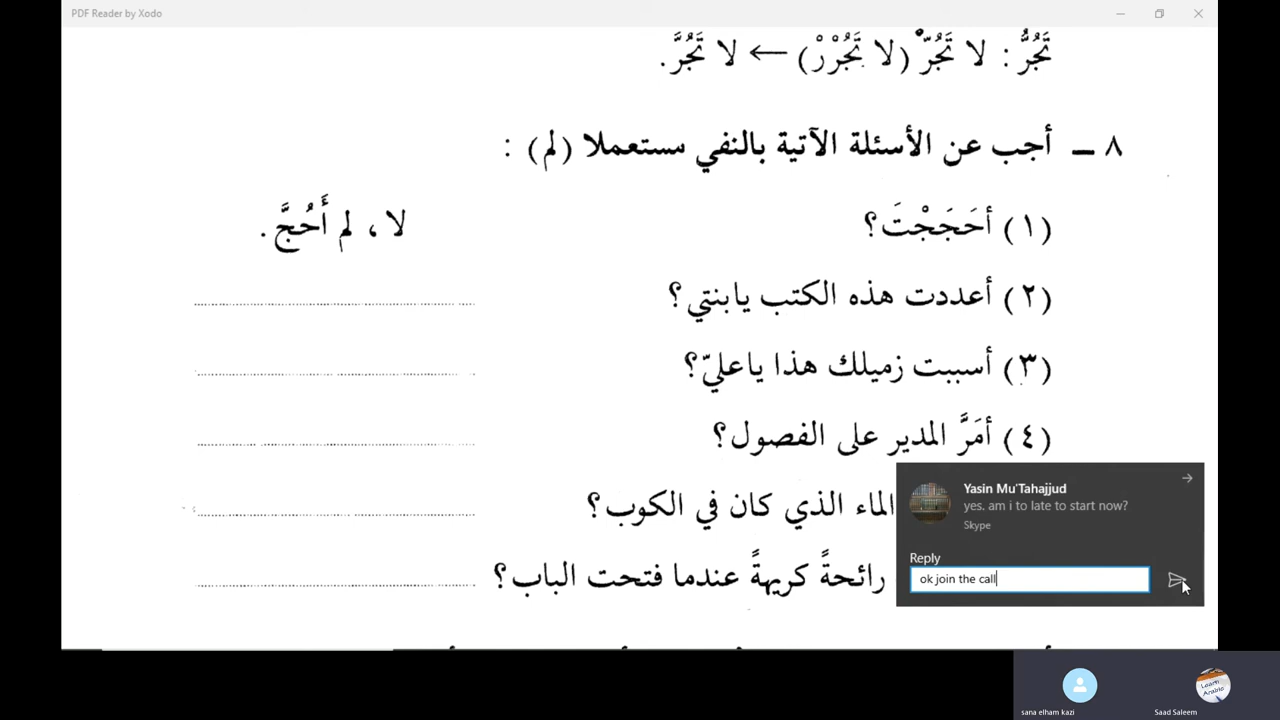 PDF Reader by Xodo
تَجُرُّ : لا تَجُرّْ (لا تَجُرْرْ) ← لا تَجُرَّ.
٨ ـ أجب عن الأسئلة الآتية بالنفي مستعملا (لم) :
(١) أحَجَجْتَ؟ لا، لم أَحُجَّ.
(٢) أعددت هذه الكتب يابنتي؟
(٣) أسببت زميلك هذا ياعليّ؟
(٤) أمَرَّ المدير على الفصول؟
الماء الذي كان في الكوب؟
رائحةً كريهةً عندما فتحت الباب؟
Yasin Mu'Tahajjud
yes. am i to late to start now?
Skype
Reply
ok join the call
sana elham kazi
Learn Arabic
Saad Saleem